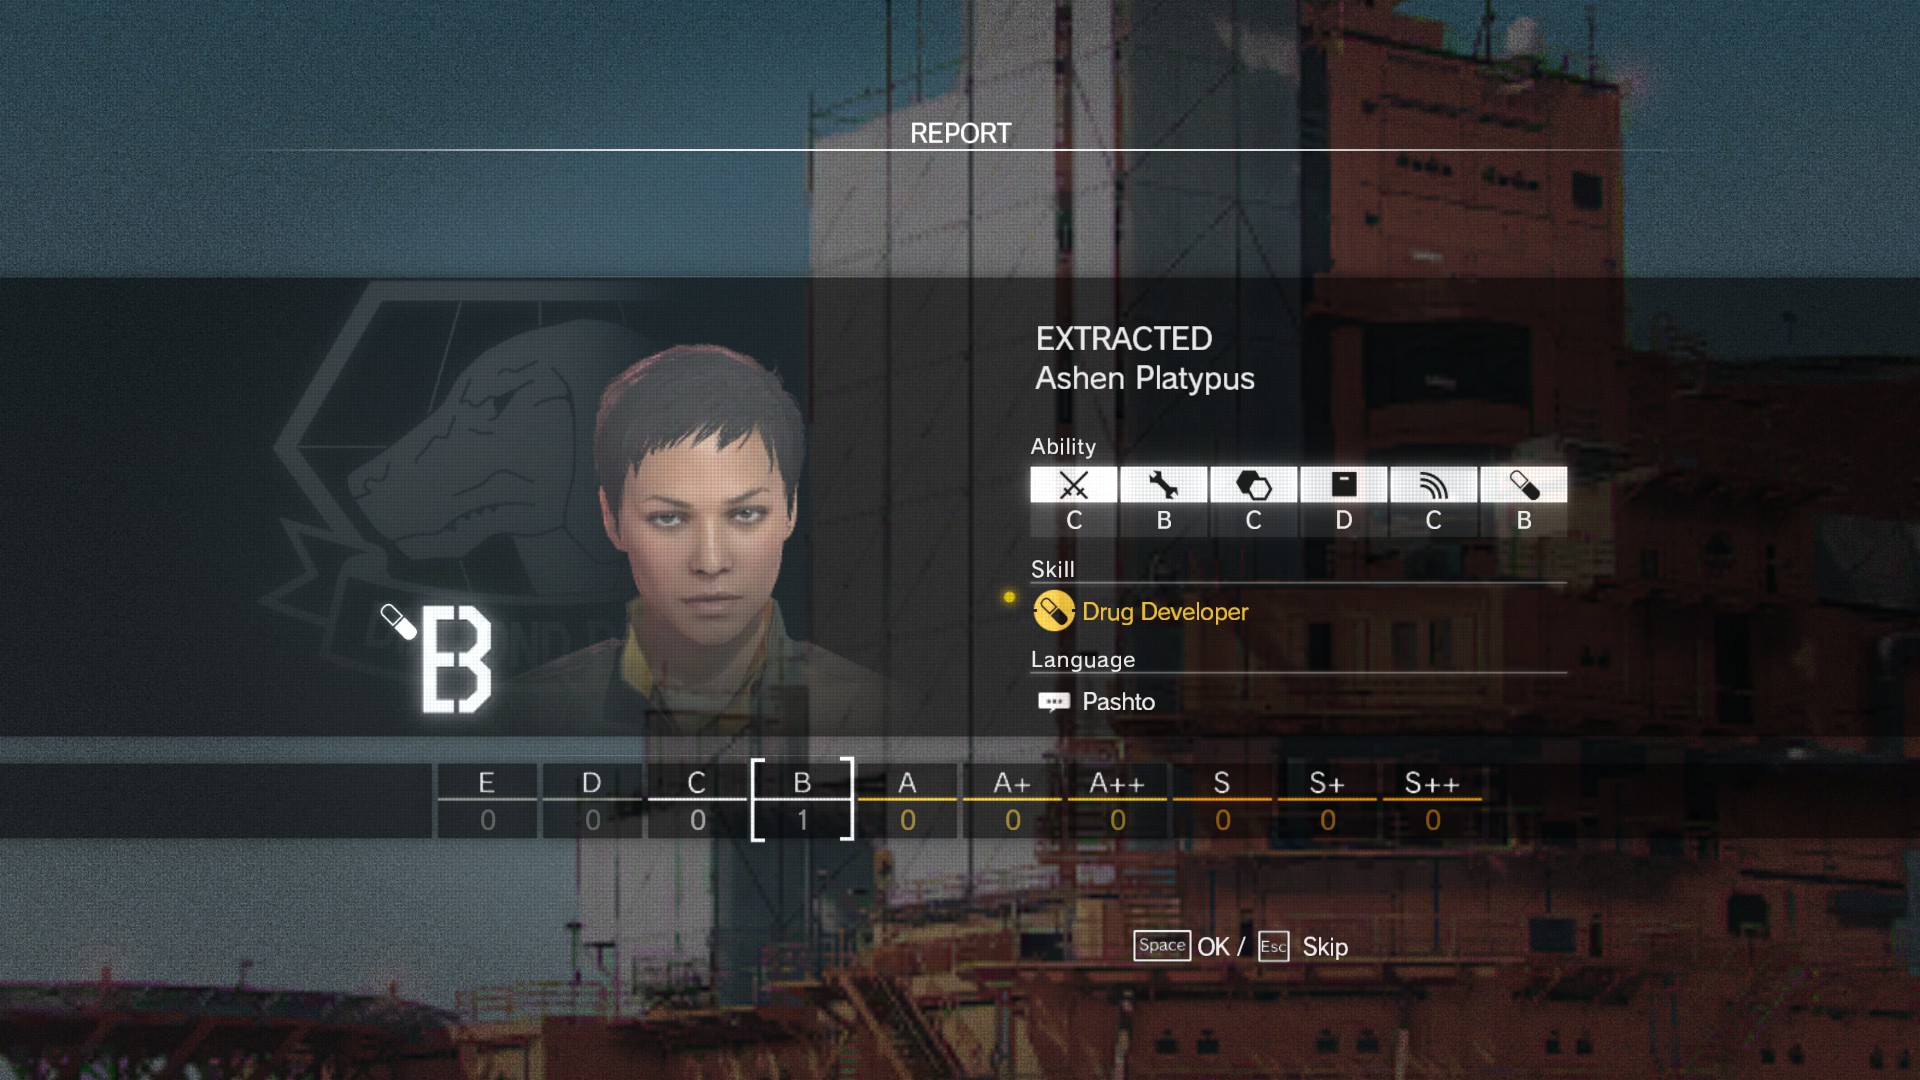 REPORT
EXTRACTED
Ashen Platypus
Ability
C B C D C B
Skill
Drug Developer
Language
Pashto
B
E D C B A A+ A++ S S+ S++
0 0 0 1 0 0 0 0 0 0
Space OK / Esc Skip